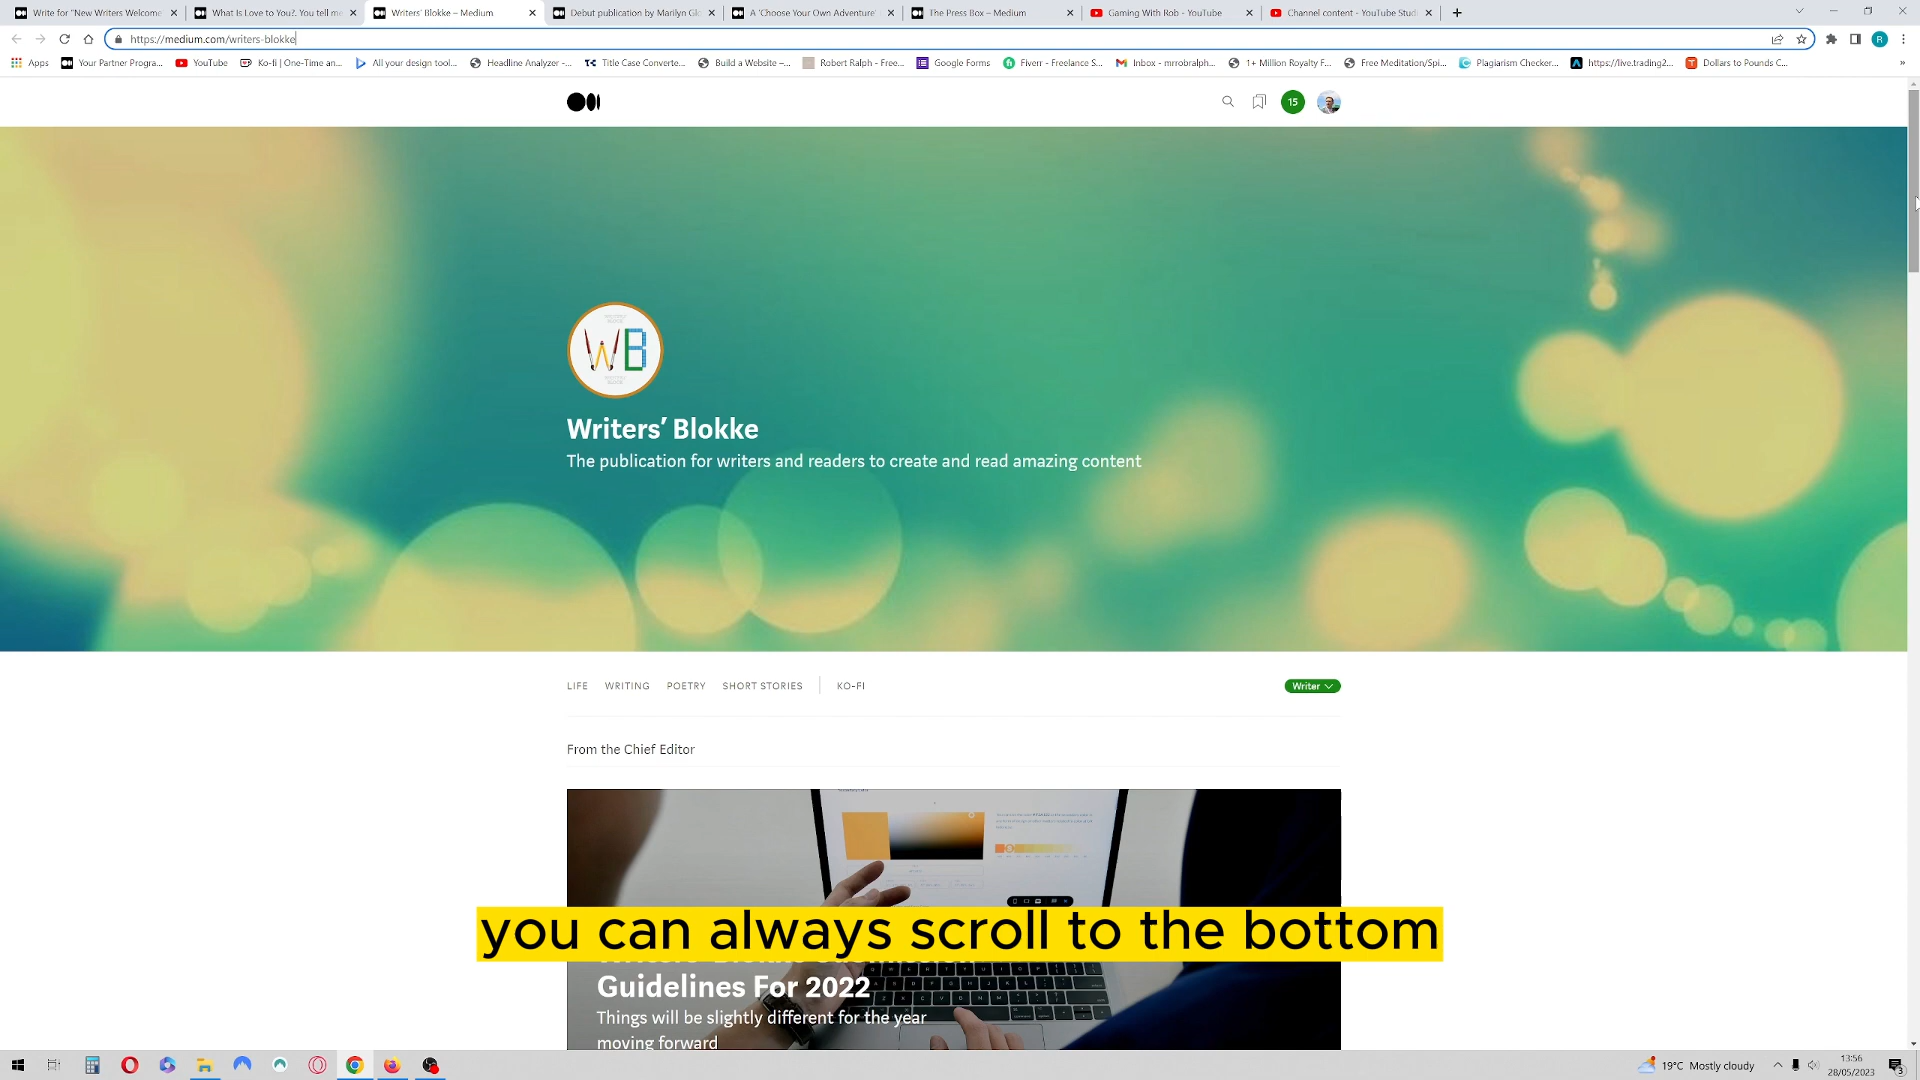 Write for "New Writers Welcome
What Is Love to You?. You tell me
Writers' Blokke – Medium
Debut publication by Marilyn Glo
A 'Choose Your Own Adventure'
The Press Box – Medium
Gaming With Rob - YouTube
Channel content - YouTube Studi
https://medium.com/writers-blokke
R
Apps
Your Partner Progra...
YouTube
Ko-fi | One-Time an...
All your design tool...
Headline Analyzer -...
Title Case Converte...
Build a Website –...
Robert Ralph - Free...
Google Forms
Fiverr - Freelance S...
Inbox - mrrobralph...
1+ Million Royalty F...
Free Meditation/Spi...
Plagiarism Checker...
https://live.trading2...
Dollars to Pounds C...
»
15
WB
Writers' Blokke
The publication for writers and readers to create and read amazing content
LIFE
WRITING
POETRY
SHORT STORIES
KO-FI
Writer
From the Chief Editor
you can always scroll to the bottom
Guidelines For 2022
Things will be slightly different for the year
moving forward
19°C Mostly cloudy
13:56
28/05/2023
3